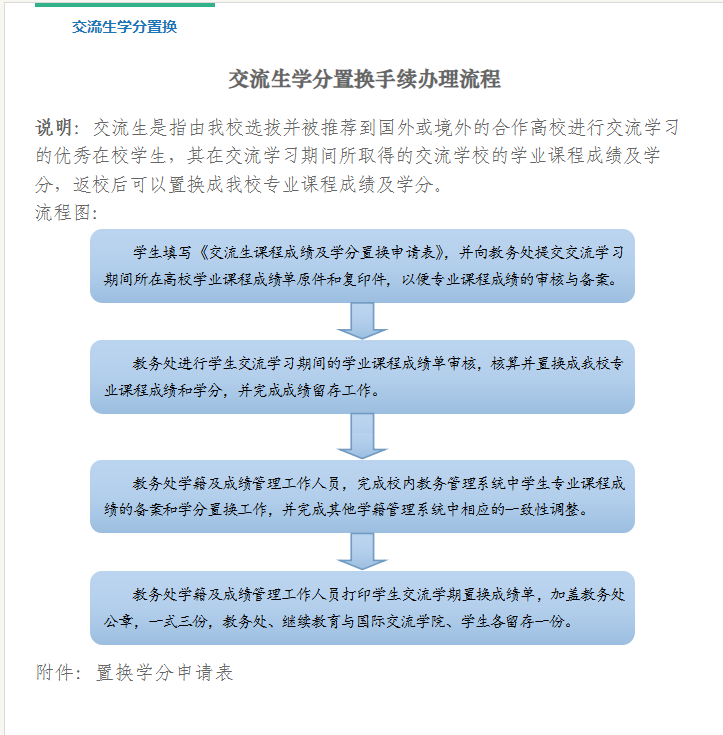 交流生学分置换
交流生学分置换手续办理流程
说明：交流生是指由我校选拔并被推荐到国外或境外的合作高校进行交流学习
的优秀在校学生，其在交流学习期间所取得的交流学校的学业课程成绩及学
分，返校后可以置换成我校专业课程成绩及学分。
流程图：
学生填写《交流生课程成绩及学分置换申请表》，并向教务处提交交流学习
期间所在高校学业课程成绩单原件和复印件，以便专业课程成绩的审核与备案。
教务处进行学生交流学习期间的学业课程成绩单审核，核算并置换成我校专
业课程成绩和学分，并完成成绩留存工作。
教务处学籍及成绩管理工作人员，完成校内教务管理系统中学生专业课程成
绩的备案和学分置换工作，并完成其他学籍管理系统中相应的一致性调整。
教务处学籍及成绩管理工作人员打印学生交流学期置换成绩单，加盖教务处
公章，一式三份，教务处、继续教育与国际交流学院、学生各留存一份。
附件：置换学分申请表